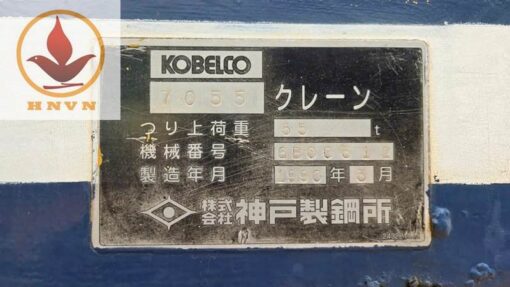 HNVN
KOBELCO
7055 クレーン
つり上荷重 55 t
機械番号
製造年月 年 月
株式会社 神戸製鋼所